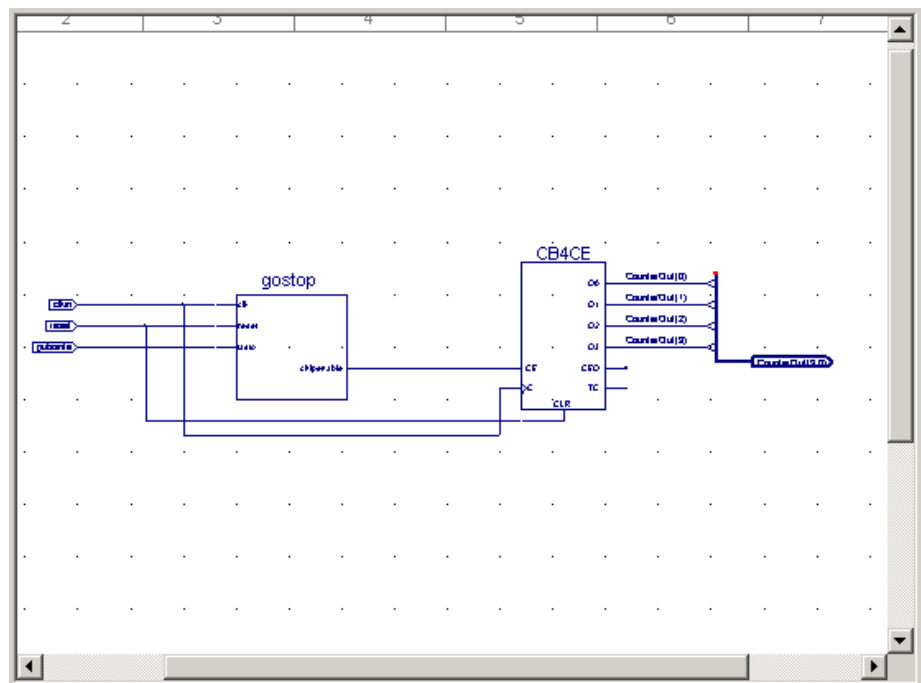 2 3 4 5 6 7
CB4CE
gostop
Q0 CounterOut(0)
clkin clk Q1 CounterOut(1)
reset reset Q2 CounterOut(2)
Q3 CounterOut(3)
chipenable CE CEO CounterOut(3:0)
C TC
CLR